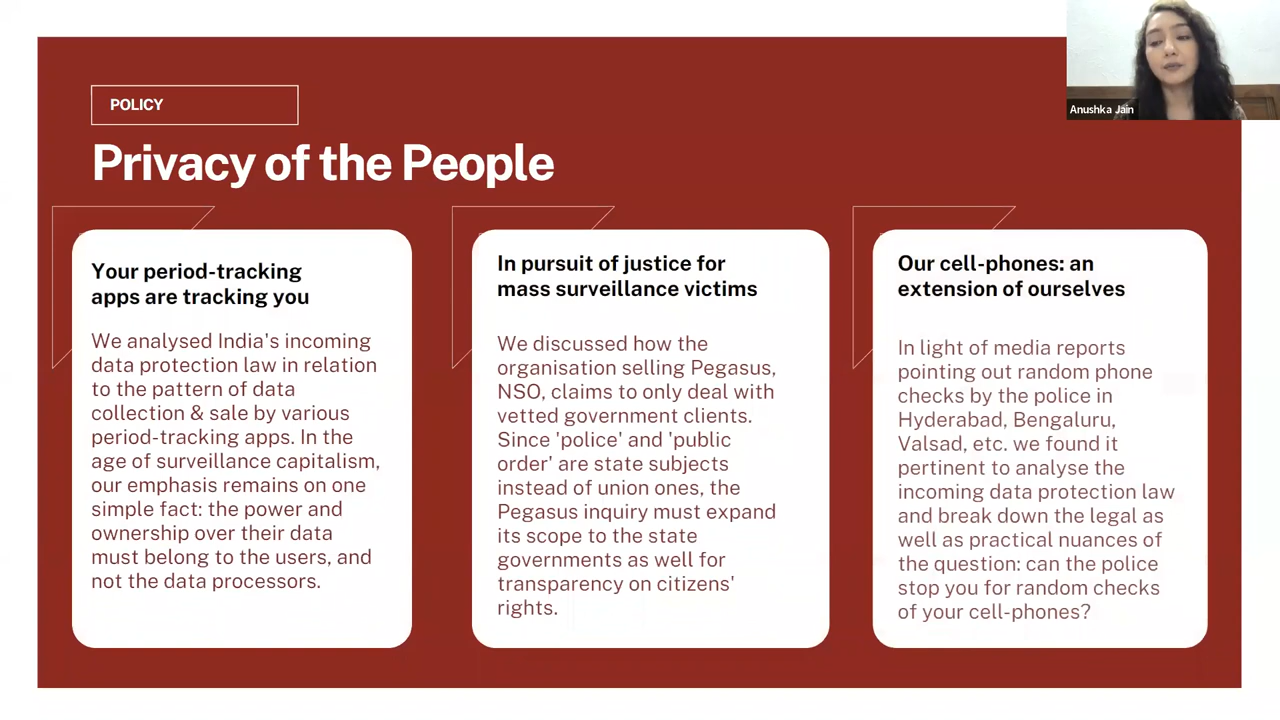 POLICY
Privacy of the People
Anushka Jain
Your period-tracking
apps are tracking you
We analysed India's incoming
data protection law in relation
to the pattern of data
collection & sale by various
period-tracking apps. In the
age of surveillance capitalism,
our emphasis remains on one
simple fact: the power and
ownership over their data
must belong to the users, and
not the data processors.
In pursuit of justice for
mass surveillance victims
We discussed how the
organisation selling Pegasus,
NSO, claims to only deal with
vetted government clients.
Since 'police' and 'public
order' are state subjects
instead of union ones, the
Pegasus inquiry must expand
its scope to the state
governments as well for
transparency on citizens'
rights.
Our cell-phones: an
extension of ourselves
In light of media reports
pointing out random phone
checks by the police in
Hyderabad, Bengaluru,
Valsad, etc. we found it
pertinent to analyse the
incoming data protection law
and break down the legal as
well as practical nuances of
the question: can the police
stop you for random checks
of your cell-phones?